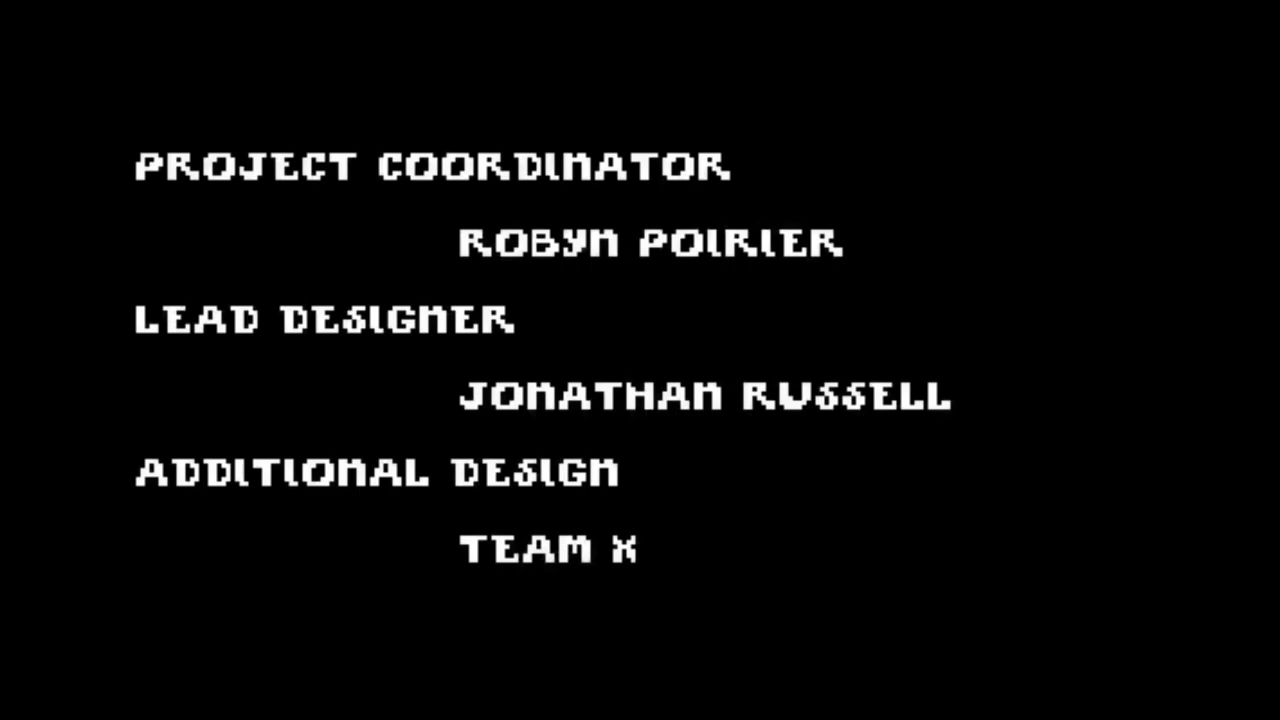 PROJECT COORDINATOR
ROBYN POIRIER
LEAD DESIGNER
JONATHAN RUSSELL
ADDITIONAL DESIGN
TEAM X